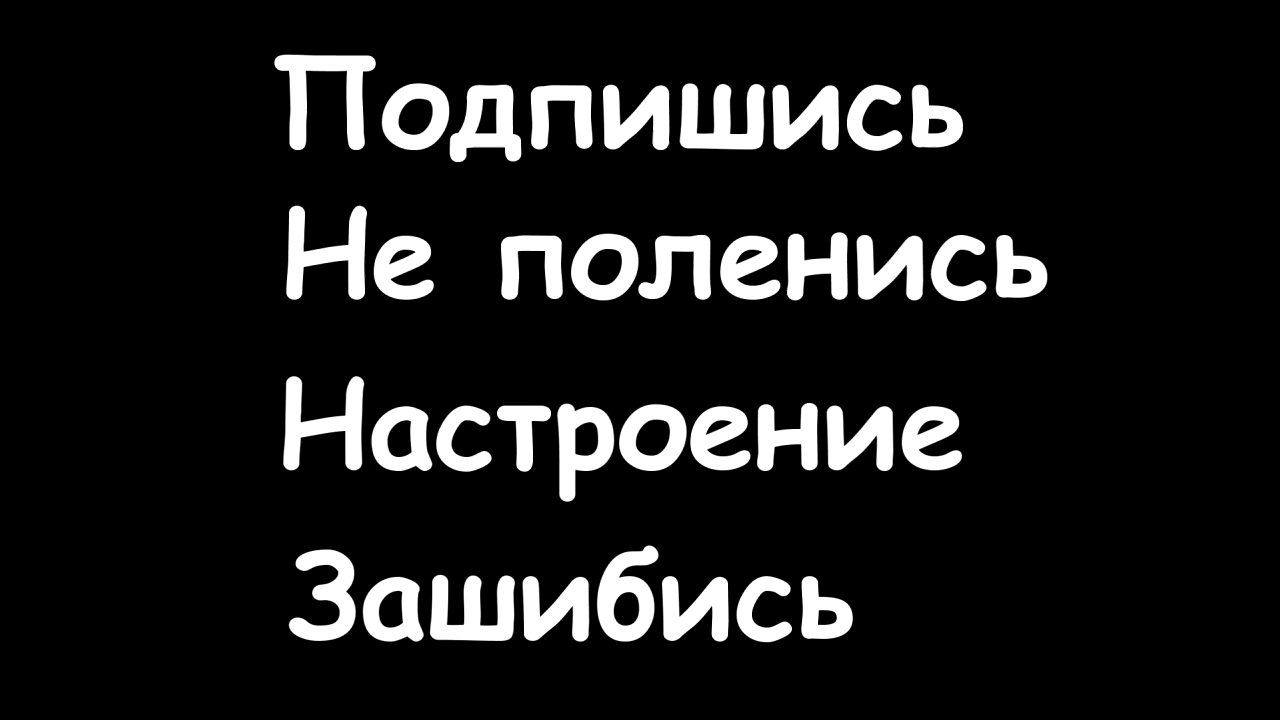 Подпишись
Не поленись
Настроение
Зашибись